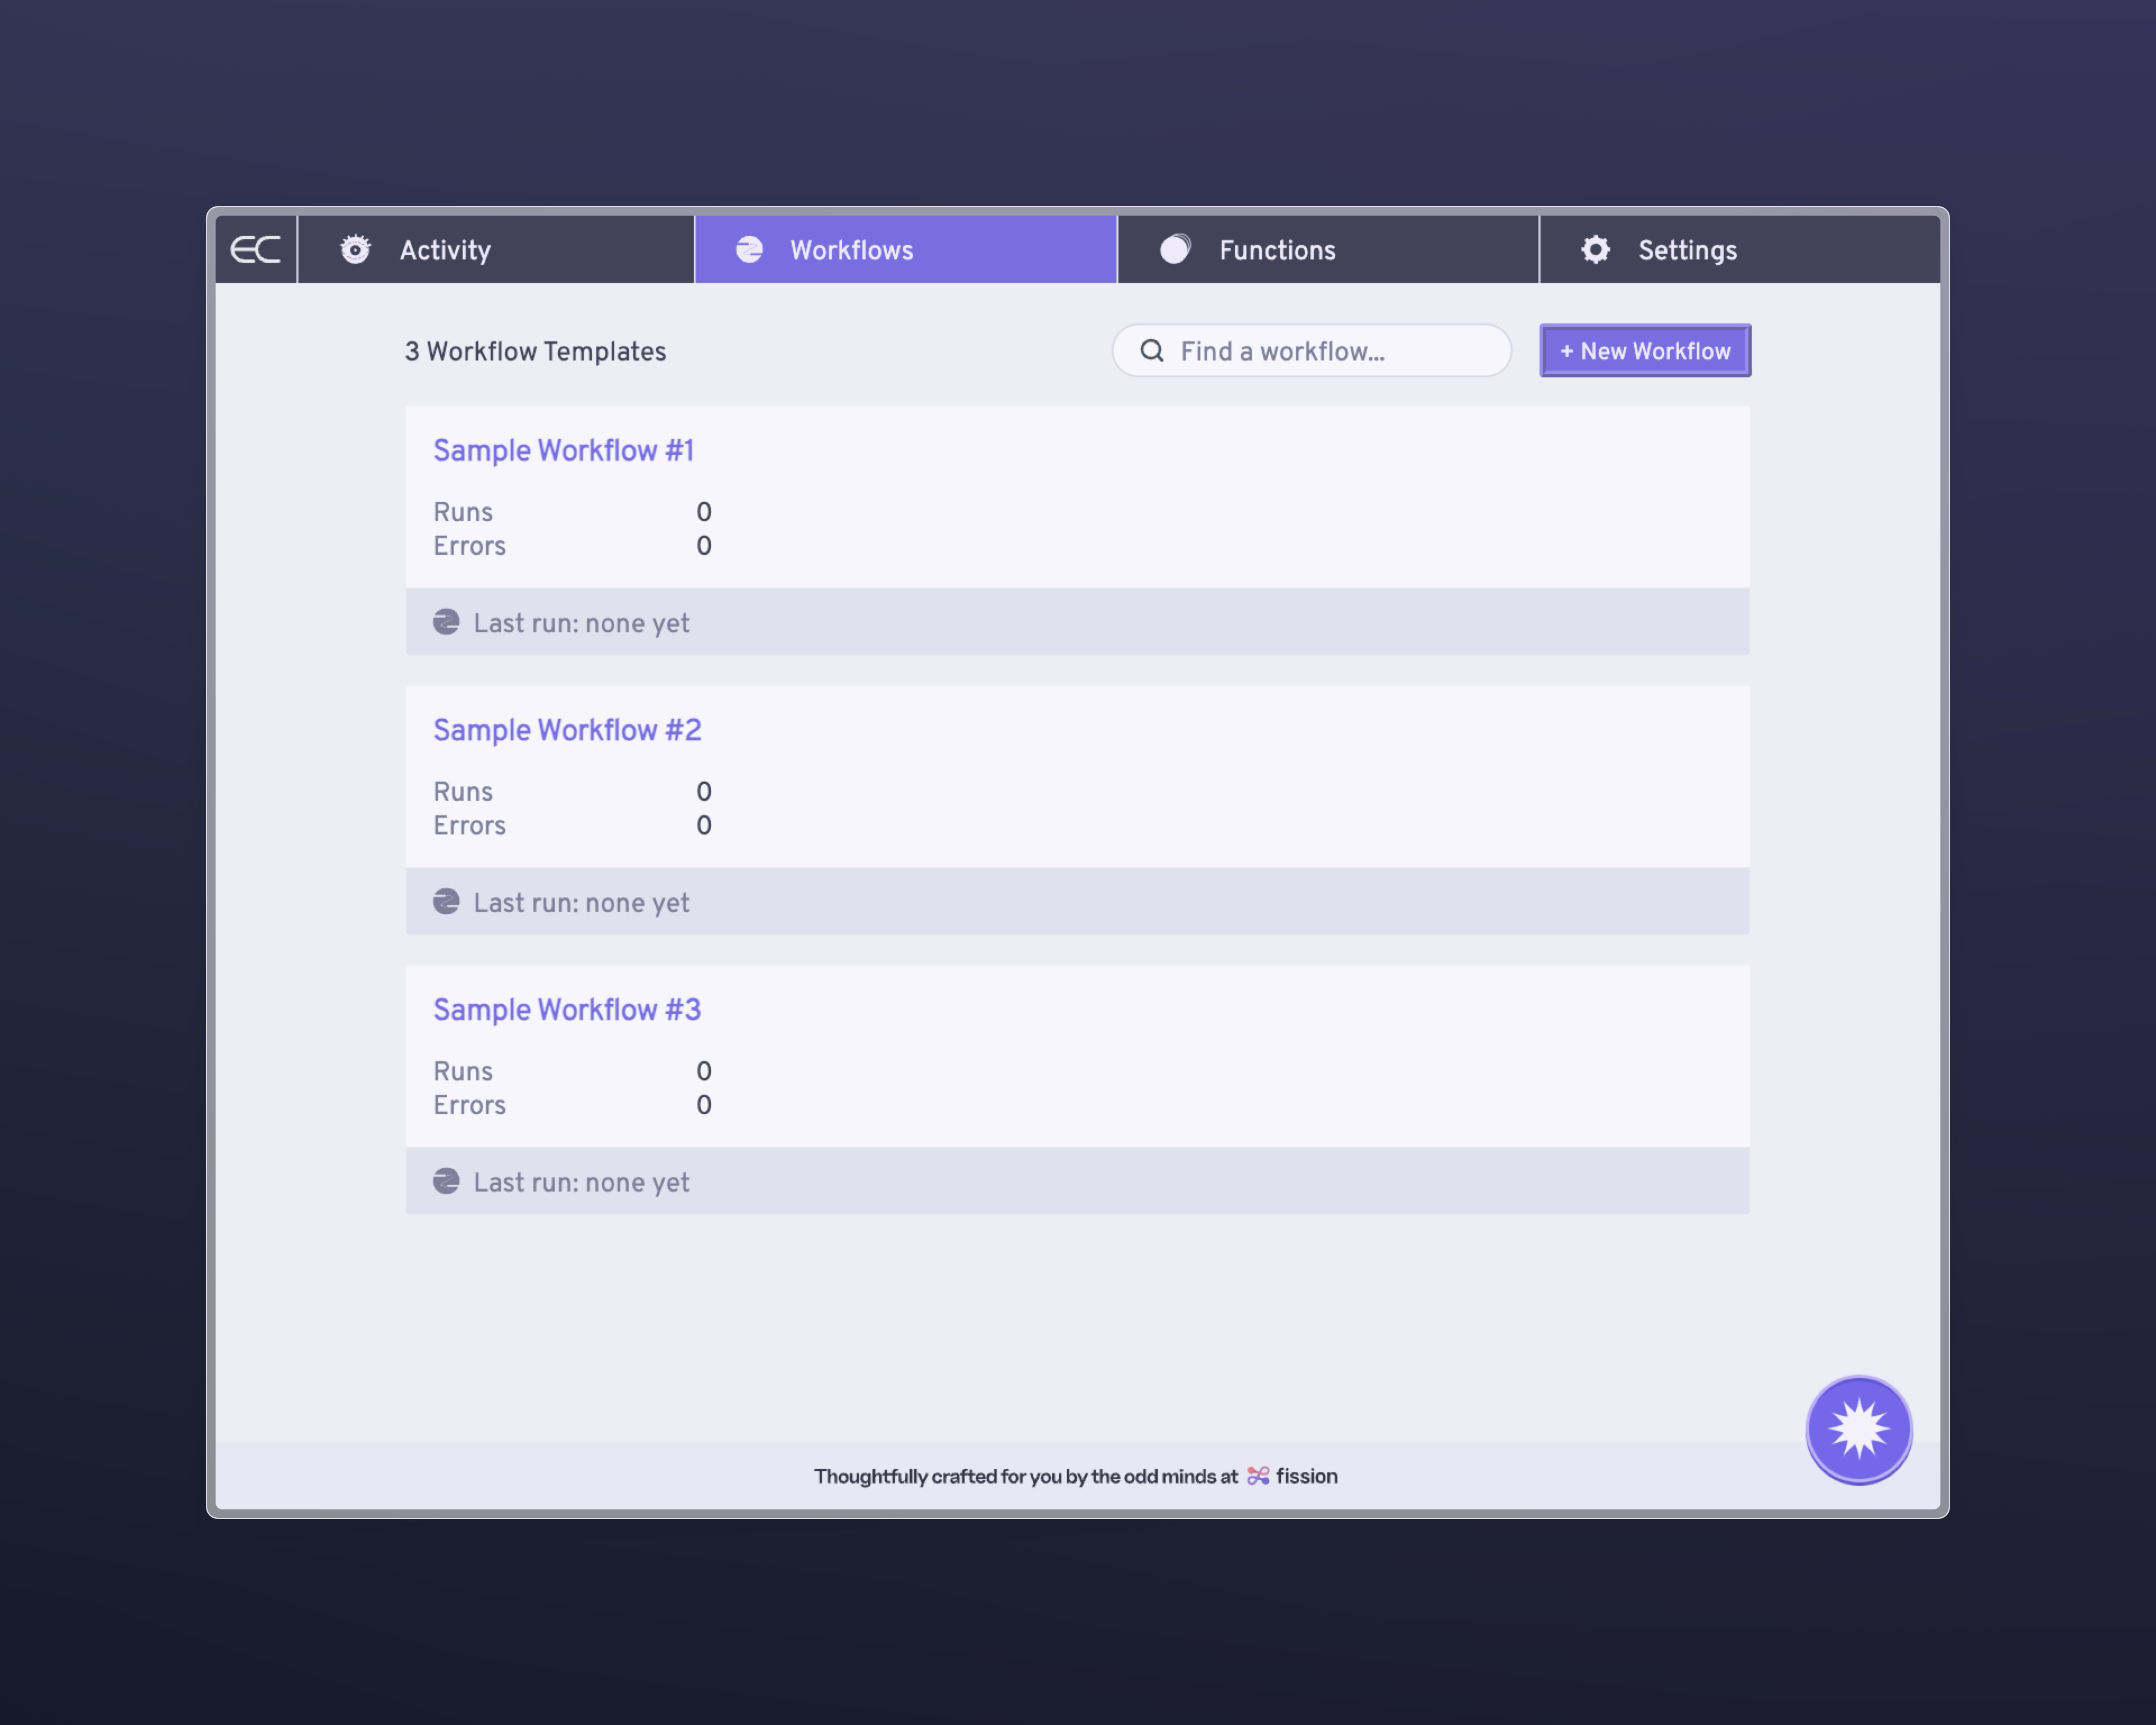 EC
Activity
Workflows
Functions
Settings
3 Workflow Templates
Find a workflow...
+ New Workflow
Sample Workflow #1
Runs 0
Errors 0
Last run: none yet
Sample Workflow #2
Runs 0
Errors 0
Last run: none yet
Sample Workflow #3
Runs 0
Errors 0
Last run: none yet
Thoughtfully crafted for you by the odd minds at fission